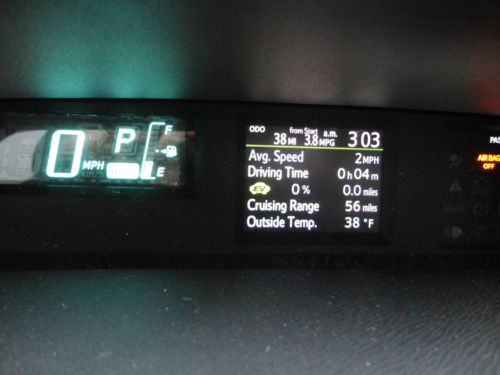 0 MPH
P
F
E
ODO from Start a.m. 3:03
38 MI 3.8 MPG
Avg. Speed 2 MPH
Driving Time 0 h 04 m
EV 0 % 0.0 miles
Cruising Range 56 miles
Outside Temp. 38 °F
PAS
AIR BAG
OFF